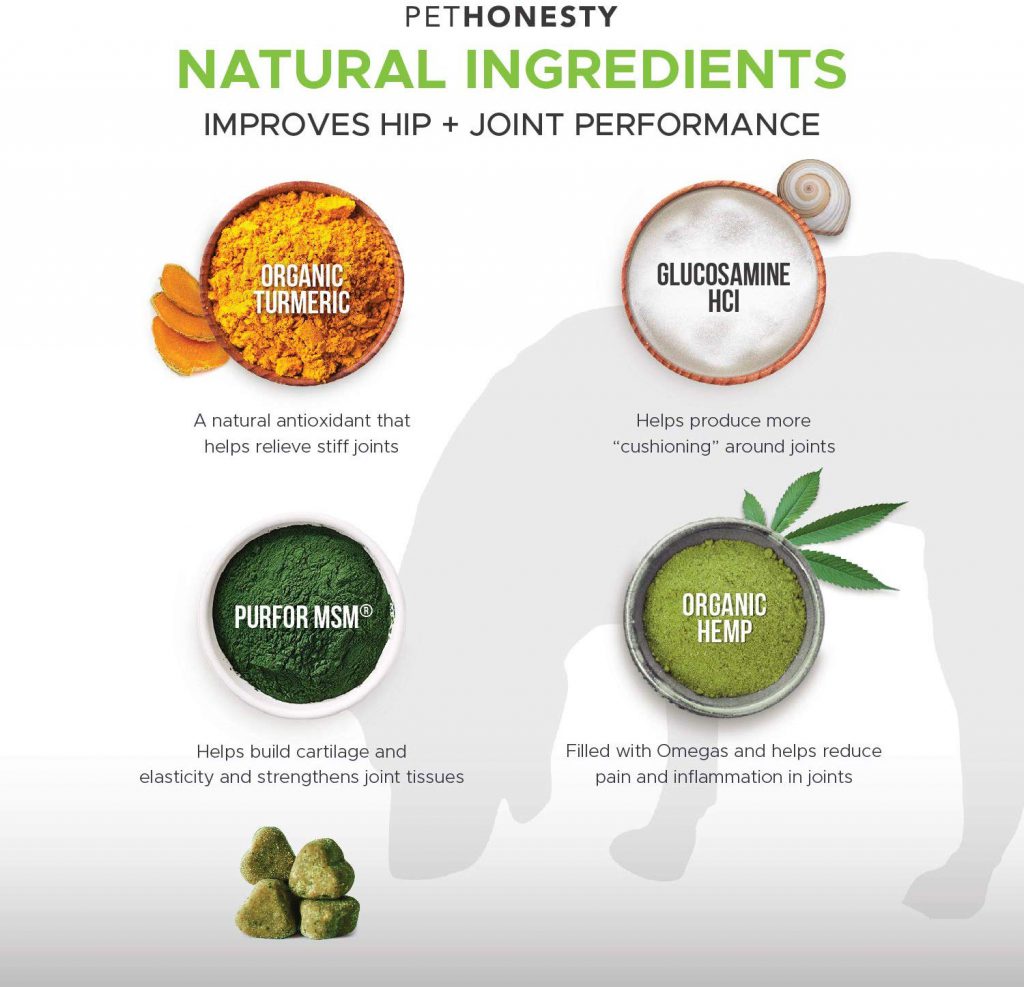 PETHONESTY
NATURAL INGREDIENTS
IMPROVES HIP + JOINT PERFORMANCE
ORGANIC
TURMERIC
A natural antioxidant that
helps relieve stiff joints
GLUCOSAMINE
HCl
Helps produce more
“cushioning” around joints
PURFOR MSM®
Helps build cartilage and
elasticity and strengthens joint tissues
ORGANIC
HEMP
Filled with Omegas and helps reduce
pain and inflammation in joints